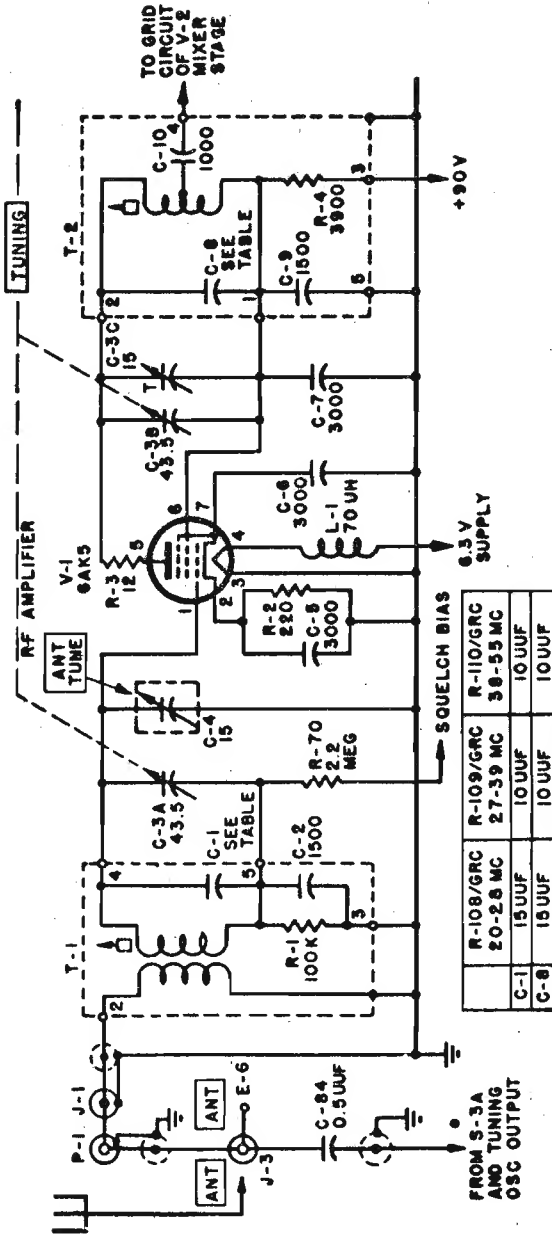 TUNING
RF AMPLIFIER
ANT
TUNE
V-1
6AK5
R-3
12
5
1
6
7
2
3
4
T-1
12
4
5
3
C-1
SEE
TABLE
C-2
1500
R-1
100K
C-3A
43.5
C-4
15
R-70
2.2
MEG
SQUELCH BIAS
R-2
220
C-5
3000
C-6
3000
L-1
70 UH
6.3V
SUPPLY
C-3B
43.5
C-3C
15
T
C-7
3000
T-2
2
1
C-8
SEE
TABLE
C-9
1500
5
C-10
1000
4
R-4
3900
3
+90V
TO GRID
CIRCUIT
OF V-2
MIXER
STAGE
P-1
J-1
ANT
ANT
E-6
J-3
C-84
0.5UUF
FROM S-3A
AND TUNING
OSC OUTPUT
R-108/GRC R-109/GRC R-110/GRC
20-28 MC 27-39 MC 38-55 MC
C-1 15UUF 10UUF 10UUF
C-8 15UUF 10UUF 10UUF